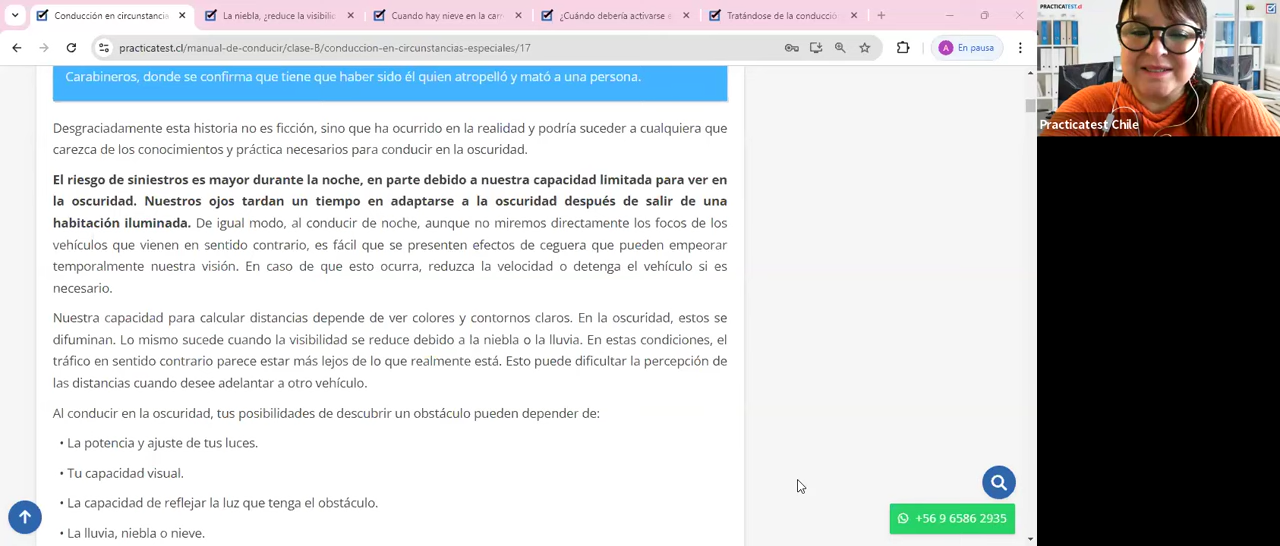 Conducción en circunstancia
La niebla, ¿reduce la visibilid
Cuando hay nieve en la carr
¿Cuándo debería activarse e
Tratándose de la conducció
practicatest.cl/manual-de-conducir/clase-B/conduccion-en-circunstancias-especiales/17
A
En pausa
PRACTICATEST.cl
Practicatest Chile
Carabineros, donde se confirma que tiene que haber sido él quien atropelló y mató a una persona.
Desgraciadamente esta historia no es ficción, sino que ha ocurrido en la realidad y podría suceder a cualquiera que
carezca de los conocimientos y práctica necesarios para conducir en la oscuridad.
El riesgo de siniestros es mayor durante la noche, en parte debido a nuestra capacidad limitada para ver en
la oscuridad. Nuestros ojos tardan un tiempo en adaptarse a la oscuridad después de salir de una
habitación iluminada. De igual modo, al conducir de noche, aunque no miremos directamente los focos de los
vehículos que vienen en sentido contrario, es fácil que se presenten efectos de ceguera que pueden empeorar
temporalmente nuestra visión. En caso de que esto ocurra, reduzca la velocidad o detenga el vehículo si es
necesario.
Nuestra capacidad para calcular distancias depende de ver colores y contornos claros. En la oscuridad, estos se
difuminan. Lo mismo sucede cuando la visibilidad se reduce debido a la niebla o la lluvia. En estas condiciones, el
tráfico en sentido contrario parece estar más lejos de lo que realmente está. Esto puede dificultar la percepción de
las distancias cuando desee adelantar a otro vehículo.
Al conducir en la oscuridad, tus posibilidades de descubrir un obstáculo pueden depender de:
• La potencia y ajuste de tus luces.
• Tu capacidad visual.
• La capacidad de reflejar la luz que tenga el obstáculo.
• La lluvia, niebla o nieve.
+56 9 6586 2935